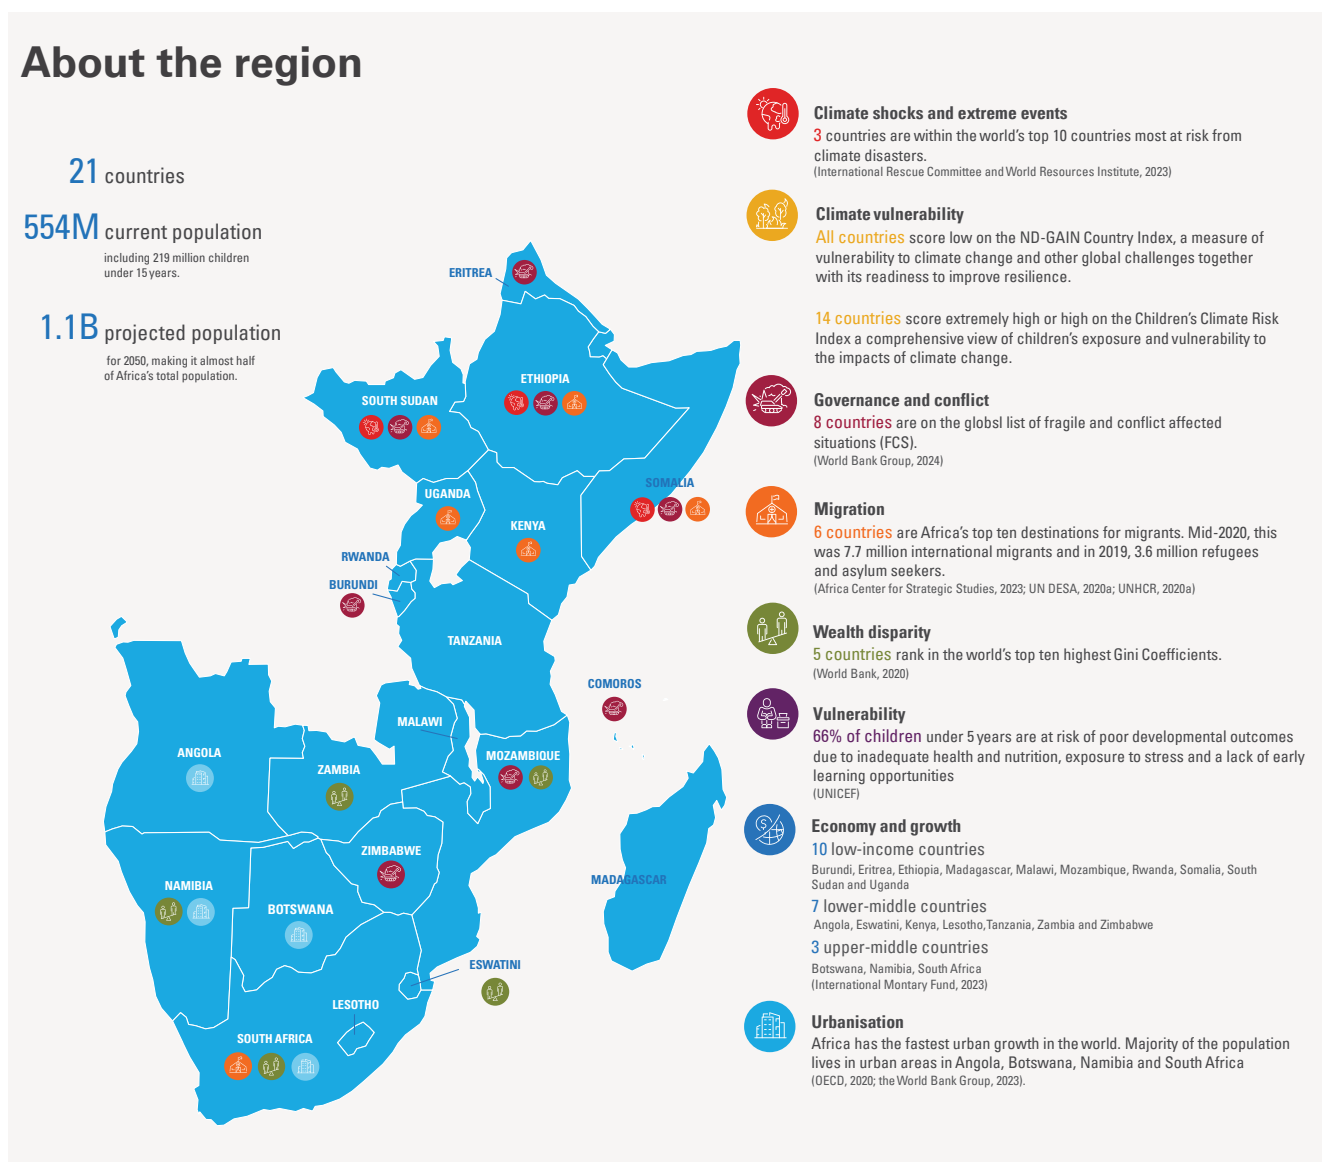 About the region
21 countries
554M current population
including 219 million children
under 15 years.
1.1B projected population
for 2050, making it almost half
of Africa's total population.
ERITREA
ETHIOPIA
SOUTH SUDAN
SOMALIA
UGANDA
KENYA
RWANDA
BURUNDI
TANZANIA
COMOROS
MALAWI
ANGOLA
MOZAMBIQUE
ZAMBIA
ZIMBABWE
MADAGASCAR
NAMIBIA
BOTSWANA
ESWATINI
LESOTHO
SOUTH AFRICA
Climate shocks and extreme events
3 countries are within the world's top 10 countries most at risk from
climate disasters.
(International Rescue Committee and World Resources Institute, 2023)
Climate vulnerability
All countries score low on the ND-GAIN Country Index, a measure of
vulnerability to climate change and other global challenges together
with its readiness to improve resilience.
14 countries score extremely high or high on the Children's Climate Risk
Index a comprehensive view of children's exposure and vulnerability to
the impacts of climate change.
Governance and conflict
8 countries are on the global list of fragile and conflict affected
situations (FCS).
(World Bank Group, 2024)
Migration
6 countries are Africa's top ten destinations for migrants. Mid-2020, this
was 7.7 million international migrants and in 2019, 3.6 million refugees
and asylum seekers.
(Africa Center for Strategic Studies, 2023; UN DESA, 2020a; UNHCR, 2020a)
Wealth disparity
5 countries rank in the world's top ten highest Gini Coefficients.
(World Bank, 2020)
Vulnerability
66% of children under 5 years are at risk of poor developmental outcomes
due to inadequate health and nutrition, exposure to stress and a lack of early
learning opportunities
(UNICEF)
Economy and growth
10 low-income countries
Burundi, Eritrea, Ethiopia, Madagascar, Malawi, Mozambique, Rwanda, Somalia, South
Sudan and Uganda
7 lower-middle countries
Angola, Eswatini, Kenya, Lesotho,Tanzania, Zambia and Zimbabwe
3 upper-middle countries
Botswana, Namibia, South Africa
(International Montary Fund, 2023)
Urbanisation
Africa has the fastest urban growth in the world. Majority of the population
lives in urban areas in Angola, Botswana, Namibia and South Africa
(OECD, 2020; the World Bank Group, 2023).